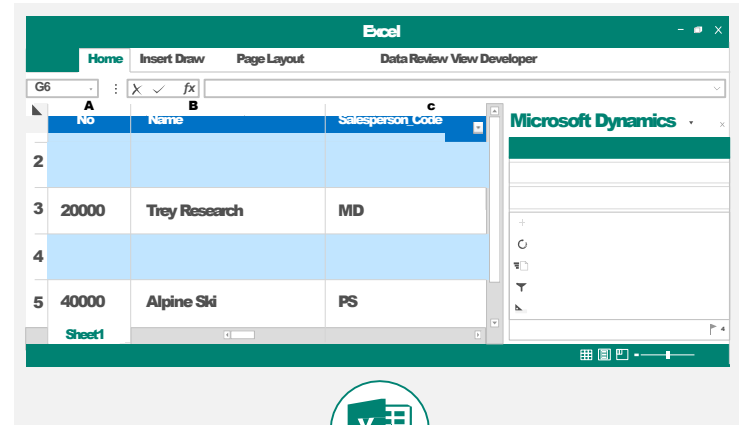 Excel
Home Insert Draw Page Layout Data Review View Developer
G6 fx
A B C
No Name Salesperson_Code
Microsoft Dynamics
2
3 20000 Trey Research MD
4
5 40000 Alpine Ski PS
Sheet1
4
X